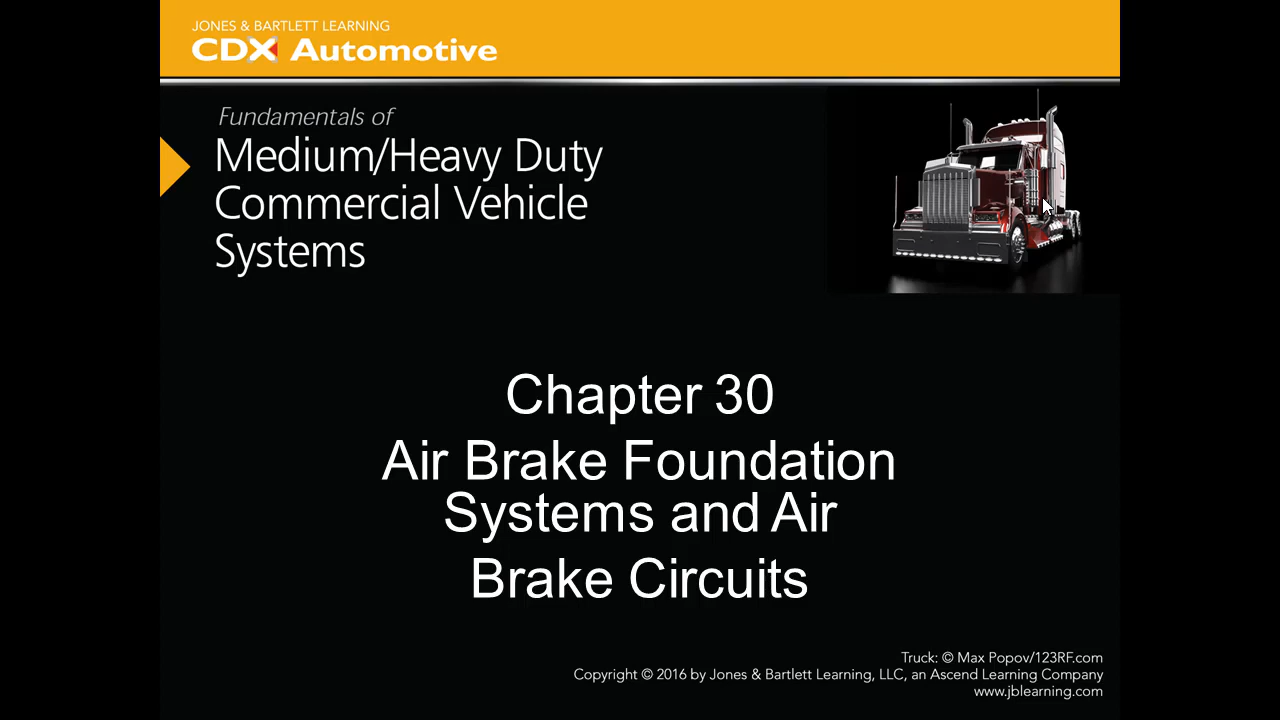 JONES & BARTLETT LEARNING
CDX Automotive
Fundamentals of
Medium/Heavy Duty
Commercial Vehicle
Systems
Chapter 30
Air Brake Foundation
Systems and Air
Brake Circuits
Truck: © Max Popov/123RF.com
Copyright © 2016 by Jones & Bartlett Learning, LLC, an Ascend Learning Company
www.jblearning.com